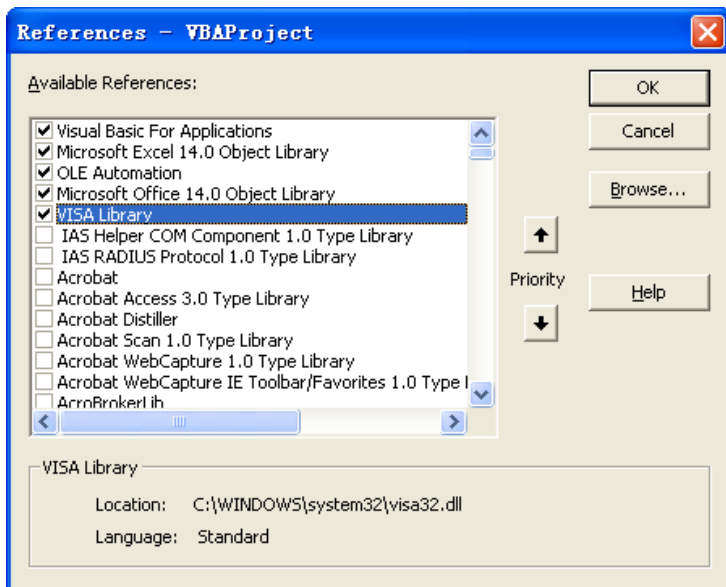 References - VBAProject
Available References:
OK
Visual Basic For Applications
Cancel
Microsoft Excel 14.0 Object Library
OLE Automation
Browse...
Microsoft Office 14.0 Object Library
VISA Library
IAS Helper COM Component 1.0 Type Library
IAS RADIUS Protocol 1.0 Type Library
Acrobat
Priority
Help
Acrobat Access 3.0 Type Library
Acrobat Distiller
Acrobat Scan 1.0 Type Library
Acrobat WebCapture 1.0 Type Library
Acrobat WebCapture IE Toolbar/Favorites 1.0 Type
AcroBrokerLib
VISA Library
Location: C:\WINDOWS\system32\visa32.dll
Language: Standard